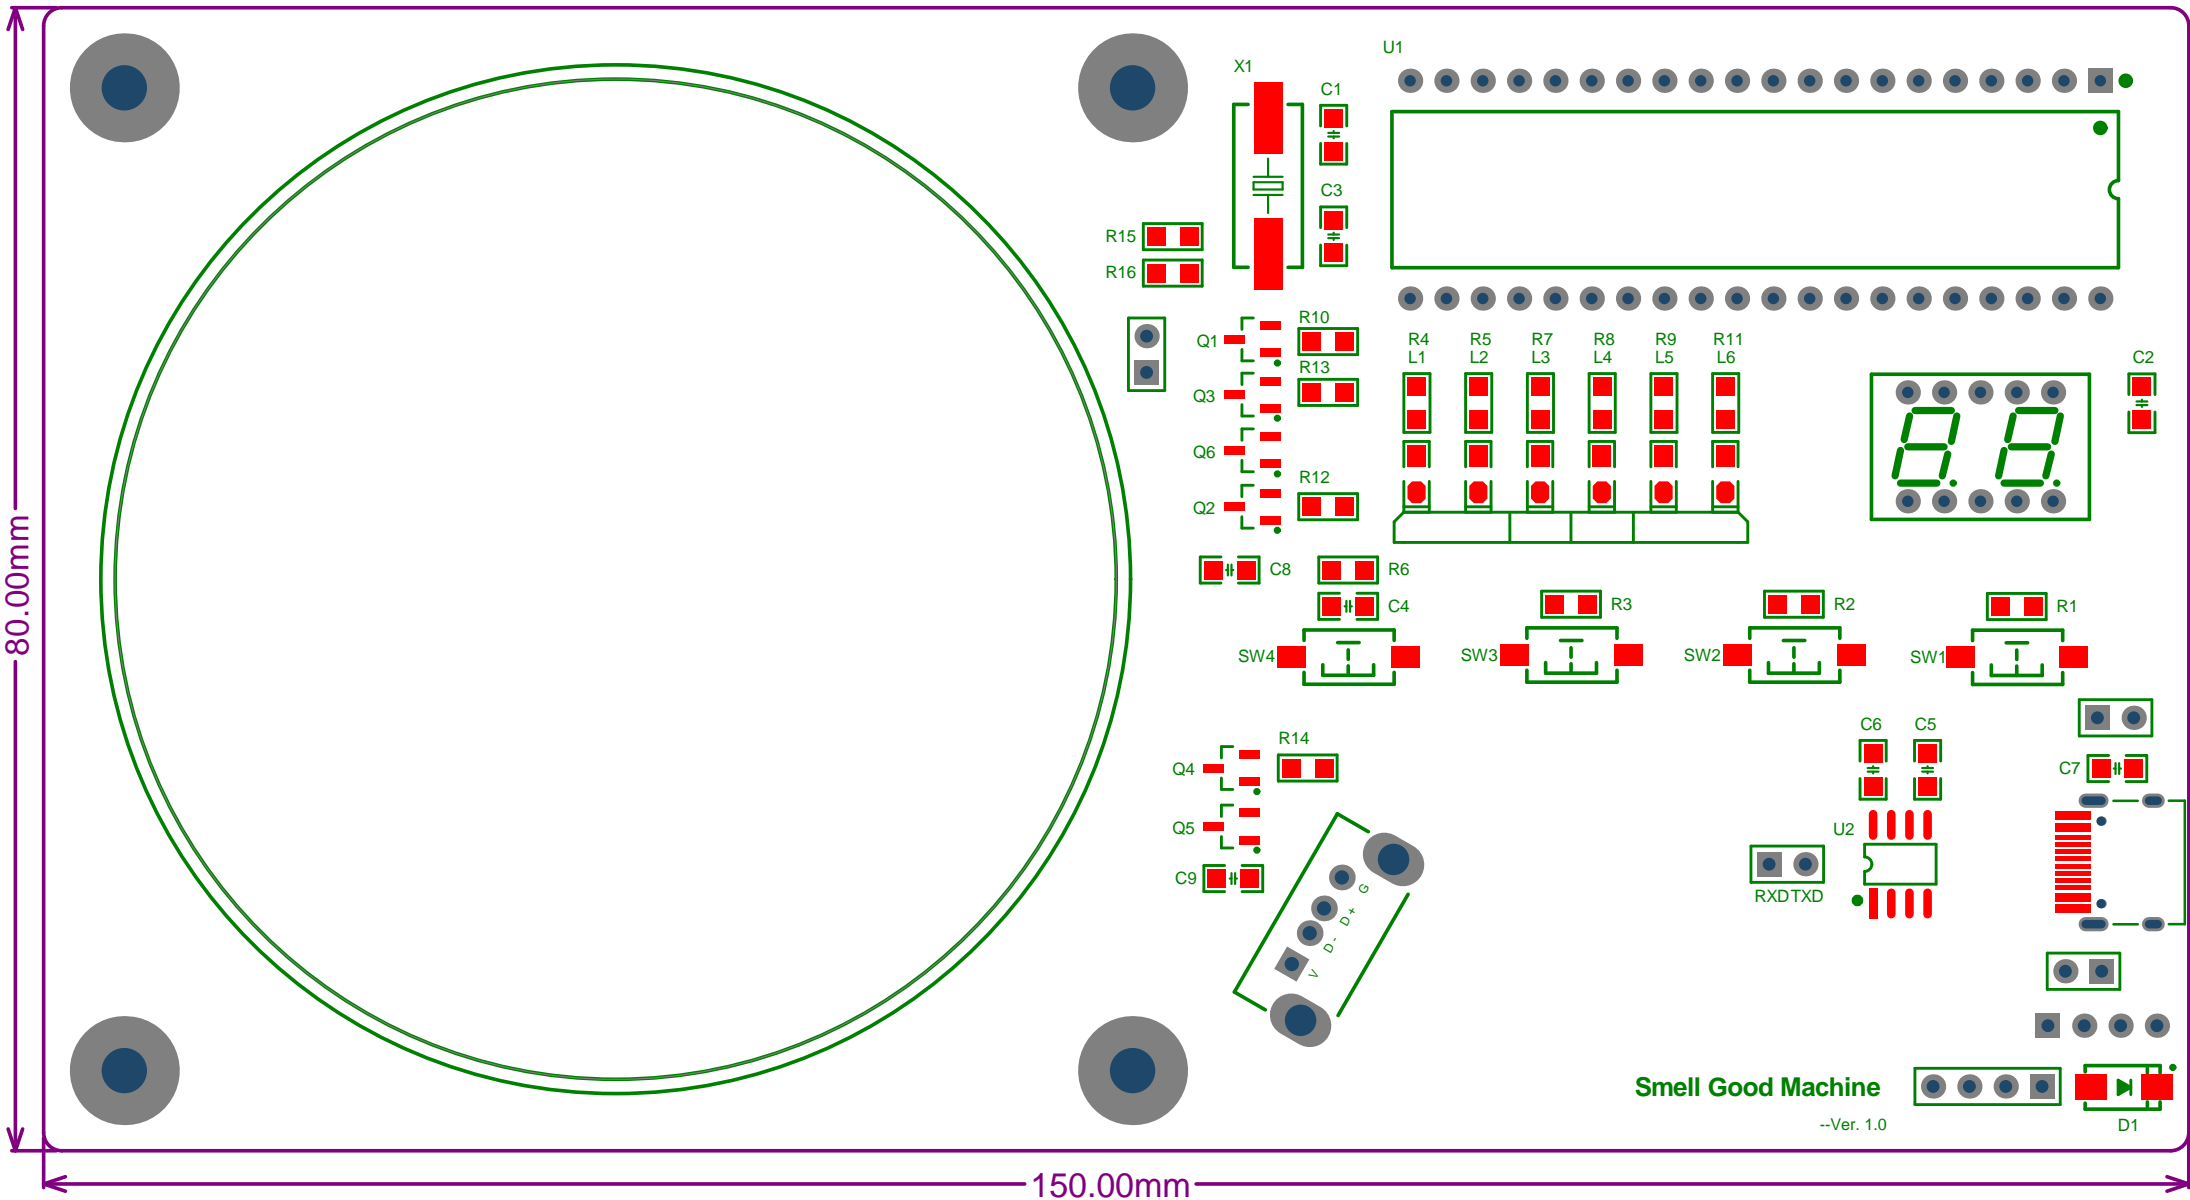 U1
X1
C1
C3
R15
R16
R10
Q1
R13
Q3
Q6
R12
Q2
R4 R5 R7 R8 R9 R11
L1 L2 L3 L4 L5 L6
C2
C8
R6
C4
R3
R2
R1
SW4
SW3
SW2
SW1
80.00mm
C6
C5
R14
Q4
C7
Q5
U2
C9
RXD TXD
G
D+
D-
V
Smell Good Machine
--Ver. 1.0
D1
150.00mm